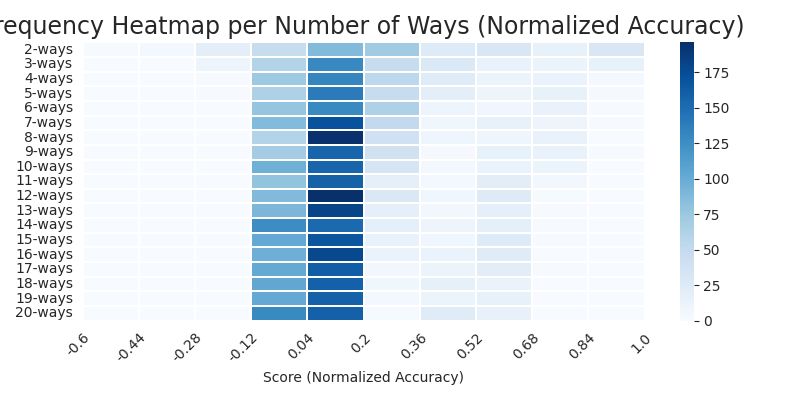 requency Heatmap per Number of Ways (Normalized Accuracy)
2-ways
3-ways
4-ways
5-ways
6-ways
7-ways
8-ways
9-ways
10-ways
11-ways
12-ways
13-ways
14-ways
15-ways
16-ways
17-ways
18-ways
19-ways
20-ways
-0.6 -0.44 -0.28 -0.12 0.04 0.2 0.36 0.52 0.68 0.84 1.0
Score (Normalized Accuracy)
175
150
125
100
75
50
25
0